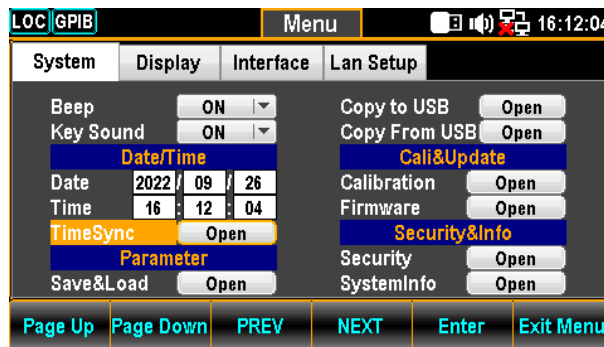 LOC GPIB Menu 16:12:04
System Display Interface Lan Setup
Beep ON
Key Sound ON
Date/Time
Date 2022 / 09 / 26
Time 16 : 12 : 04
TimeSync Open
Parameter
Save&Load Open
Copy to USB Open
Copy From USB Open
Cali&Update
Calibration Open
Firmware Open
Security&Info
Security Open
SystemInfo Open
Page Up Page Down PREV NEXT Enter Exit Menu